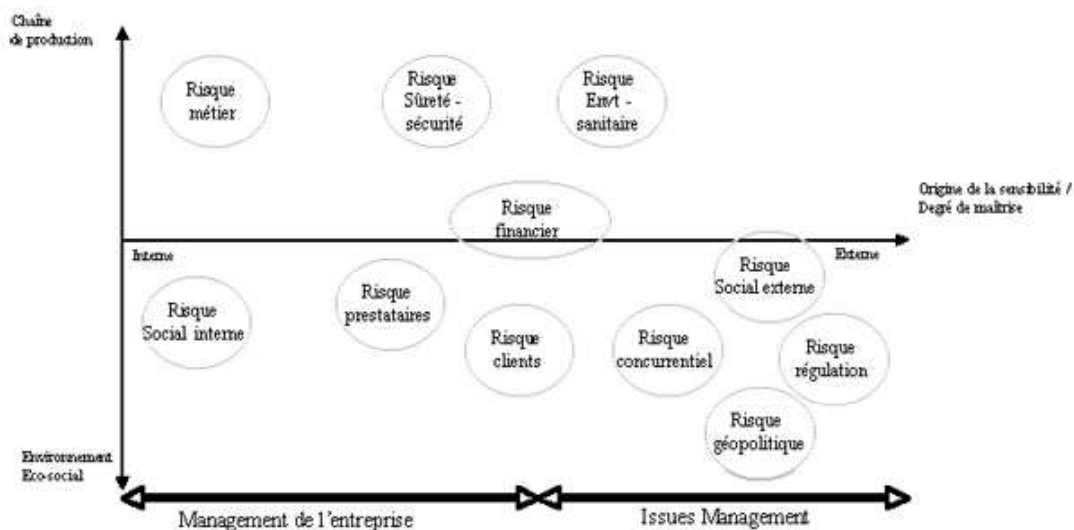 Chaîne
de production
Risque
métier
Risque
Sûreté -
sécurité
Risque
Envt -
sanitaire
Risque
financier
Origine de la sensibilité /
Degré de maîtrise
Interne
Externe
Risque
Social interne
Risque
prestataires
Risque
clients
Risque
concurrentiel
Risque
Social externe
Risque
régulation
Risque
géopolitique
Environnement
Eco-social
Management de l'entreprise
Issues Management